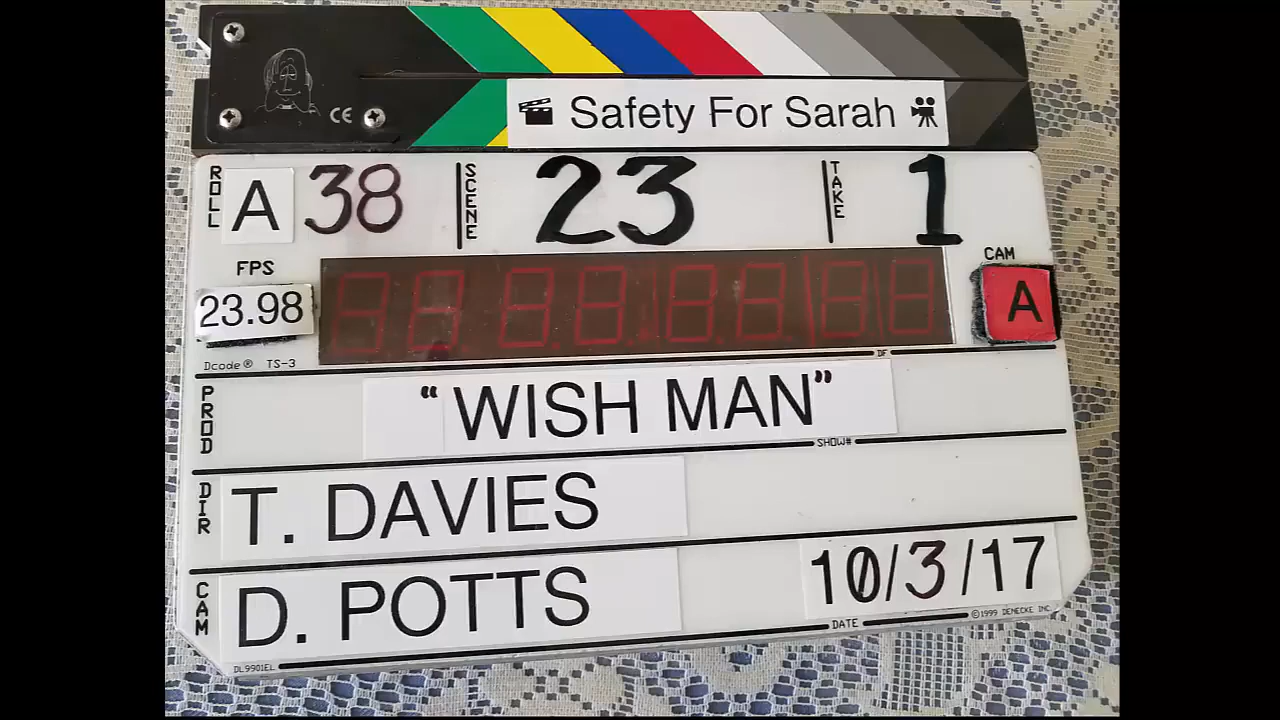 CE
Safety For Sarah
ROLL A 38 SCENE 23 TAKE 1
FPS CAM
23.98 A
Dcode® TS-3 DF
PROD "WISH MAN"
SHOW#
DIR T. DAVIES
CAM D. POTTS 10/3/17
DATE ©1999 DENECKE INC.
DL9901EL